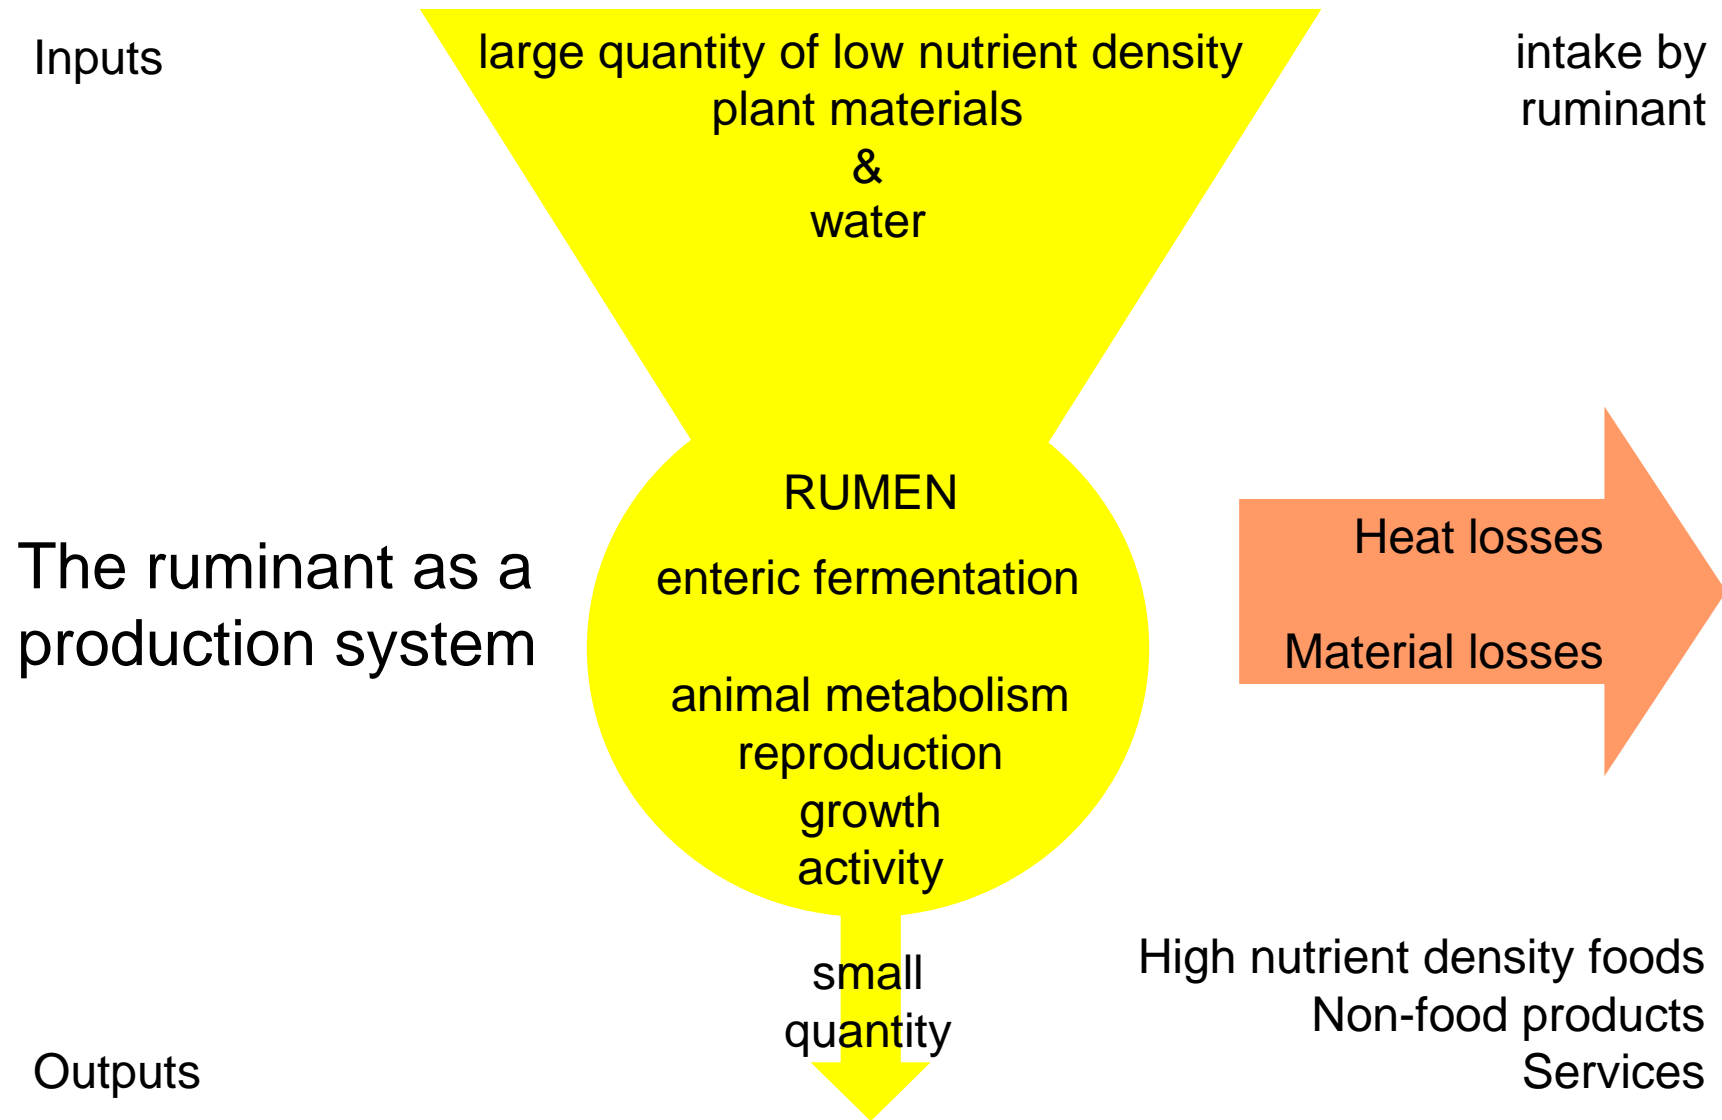 Inputs
large quantity of low nutrient density
plant materials
&
water
intake by
ruminant
The ruminant as a
production system
RUMEN
enteric fermentation
animal metabolism
reproduction
growth
activity
Heat losses
Material losses
small
quantity
High nutrient density foods
Non-food products
Services
Outputs